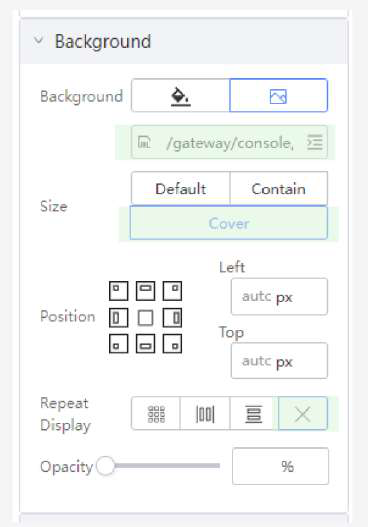 Background
Background
/gateway/console,
Default Contain
Size
Cover
Left
autc px
Position
Top
autc px
Repeat
Display
Opacity %